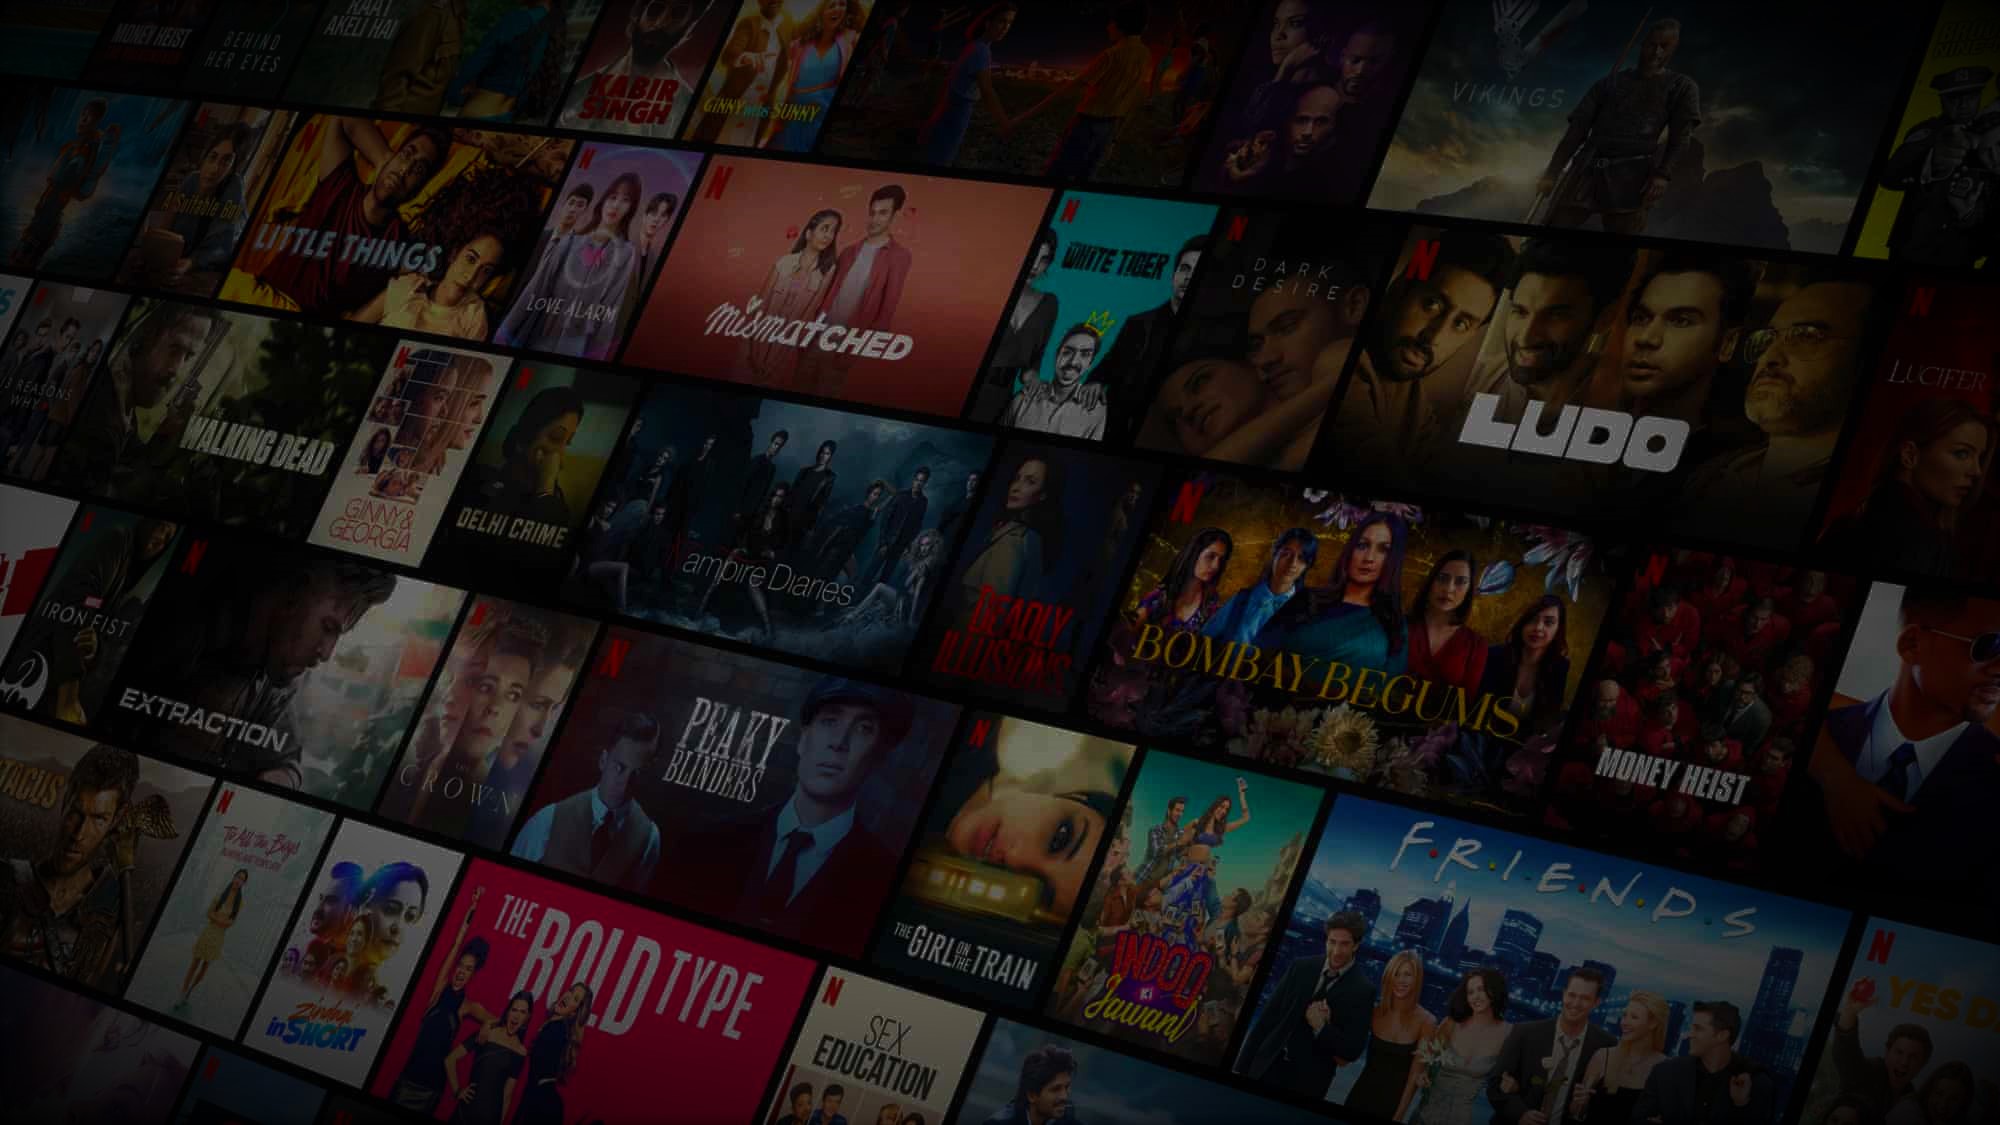 MONEY HEIST
BEHIND
HER EYES
RAAT
AKELI HAI
KABIR
SINGH
GINNY weds SUNNY
VIKINGS
A Suitable Boy
LITTLE THINGS
LOVE ALARM
mismatched
WHITE TIGER
DARK
DESIRE
LUDO
LUCIFER
13 REASONS
WHY
THE
WALKING DEAD
GINNY &
GEORGIA
DELHI CRIME
THE
Vampire Diaries
DEADLY
ILLUSIONS
BOMBAY BEGUMS
MONEY HEIST
MARVEL
IRON FIST
EXTRACTION
THE
CROWN
PEAKY
BLINDERS
THE GIRL ON THE TRAIN
INDOO
Ki
Jawani
F.R.I.E.N.D.S
TACUS
To All the Boys
ALWAYS AND FOREVER
Zindagi
inSHORT
THE BOLD TYPE
SEX
EDUCATION
YES D